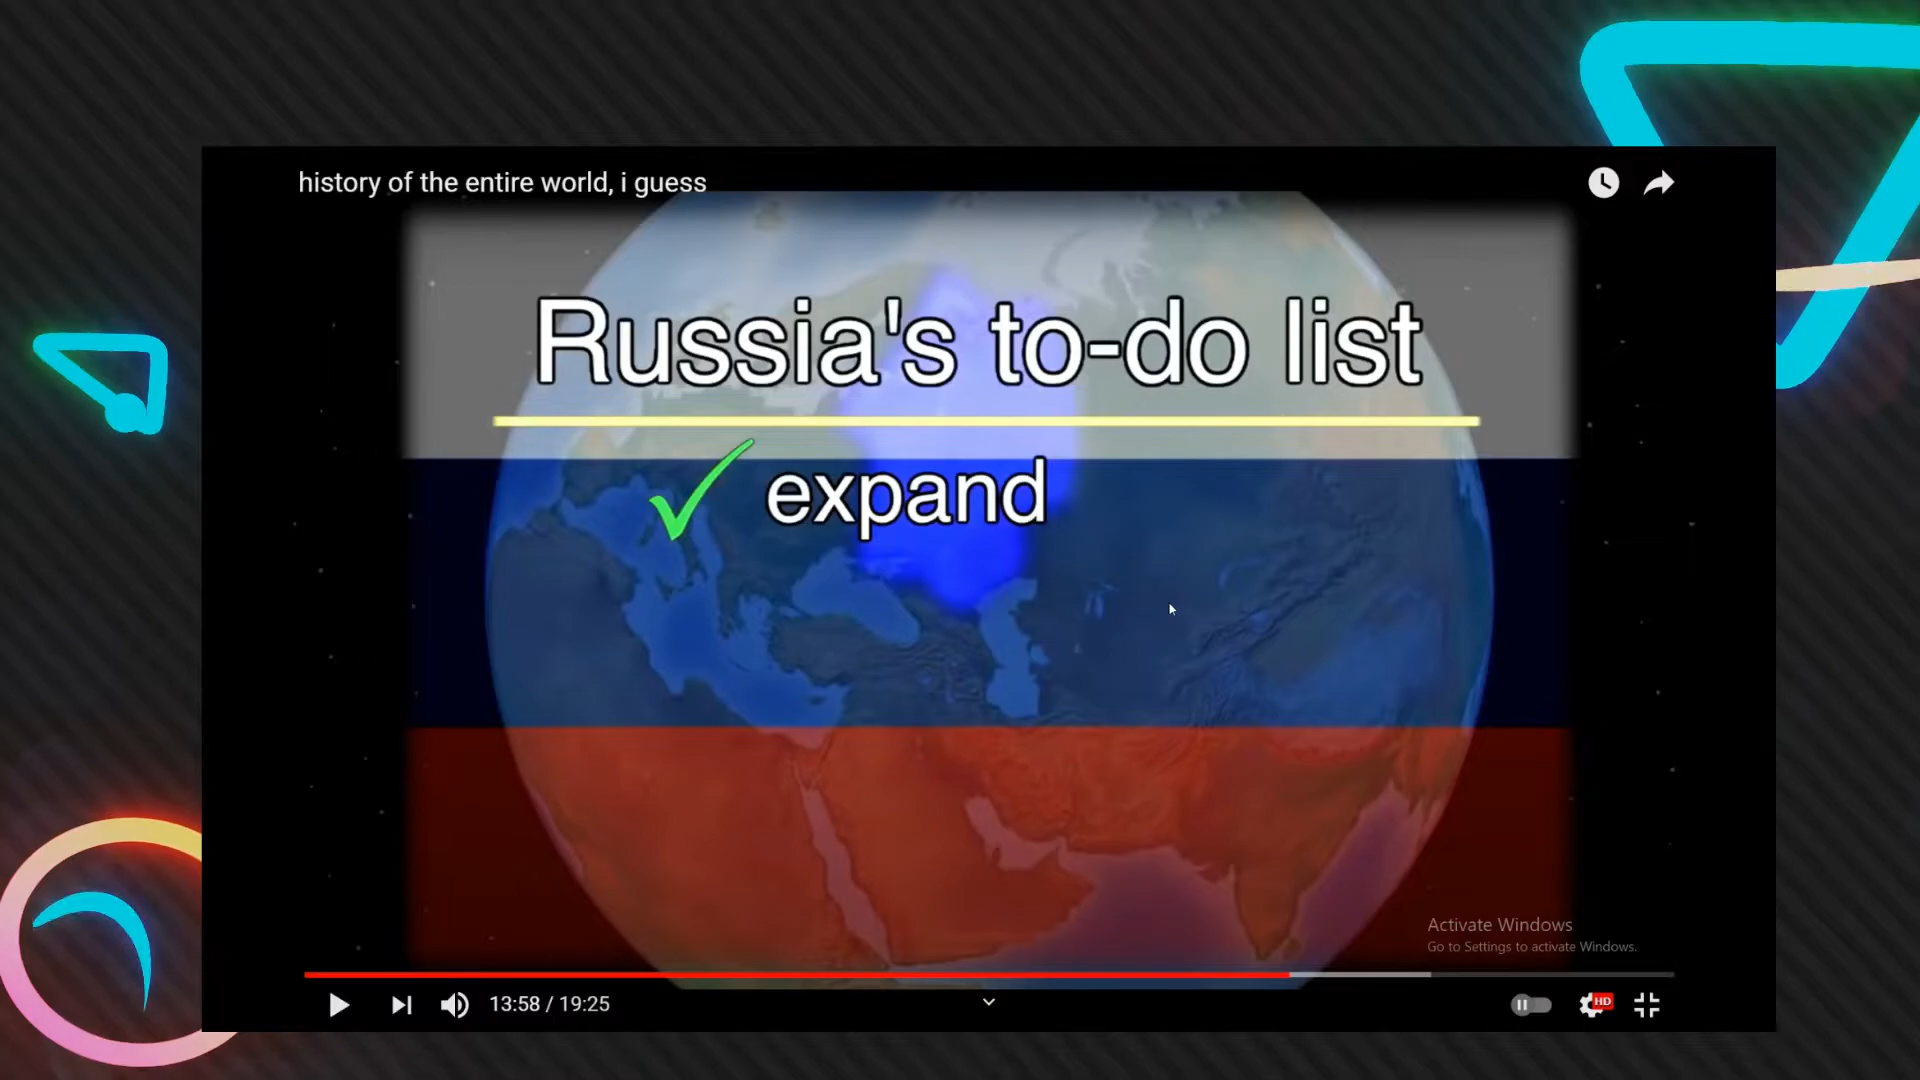 history of the entire world, i guess
Russia's to-do list
expand
Activate Windows
Go to Settings to activate Windows.
13:58 / 19:25
HD